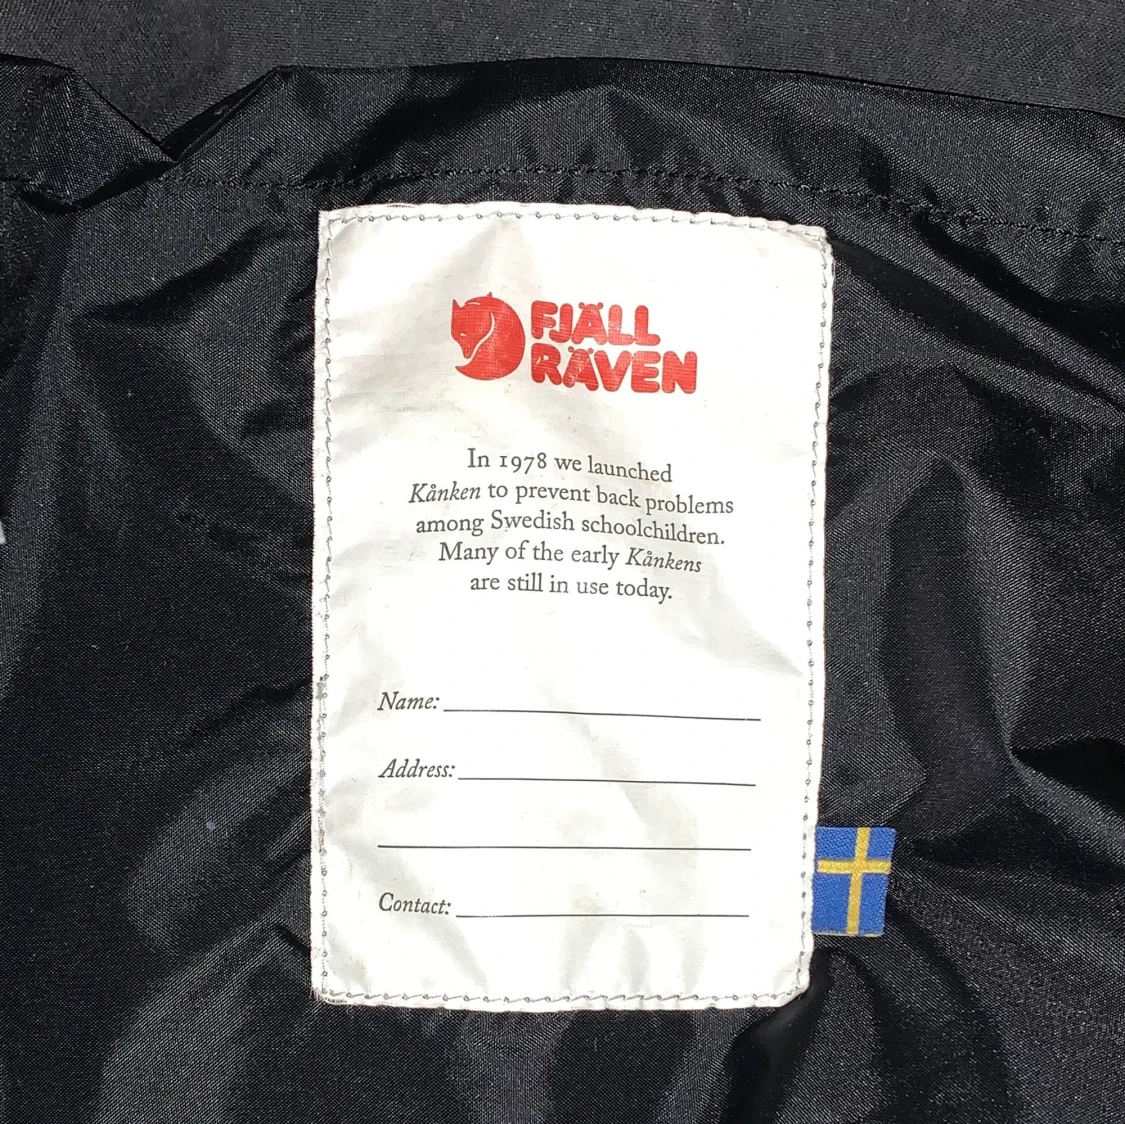 FJÄLL
RÄVEN
In 1978 we launched
Kånken to prevent back problems
among Swedish schoolchildren.
Many of the early Kånkens
are still in use today.
Name:
Address:
Contact: